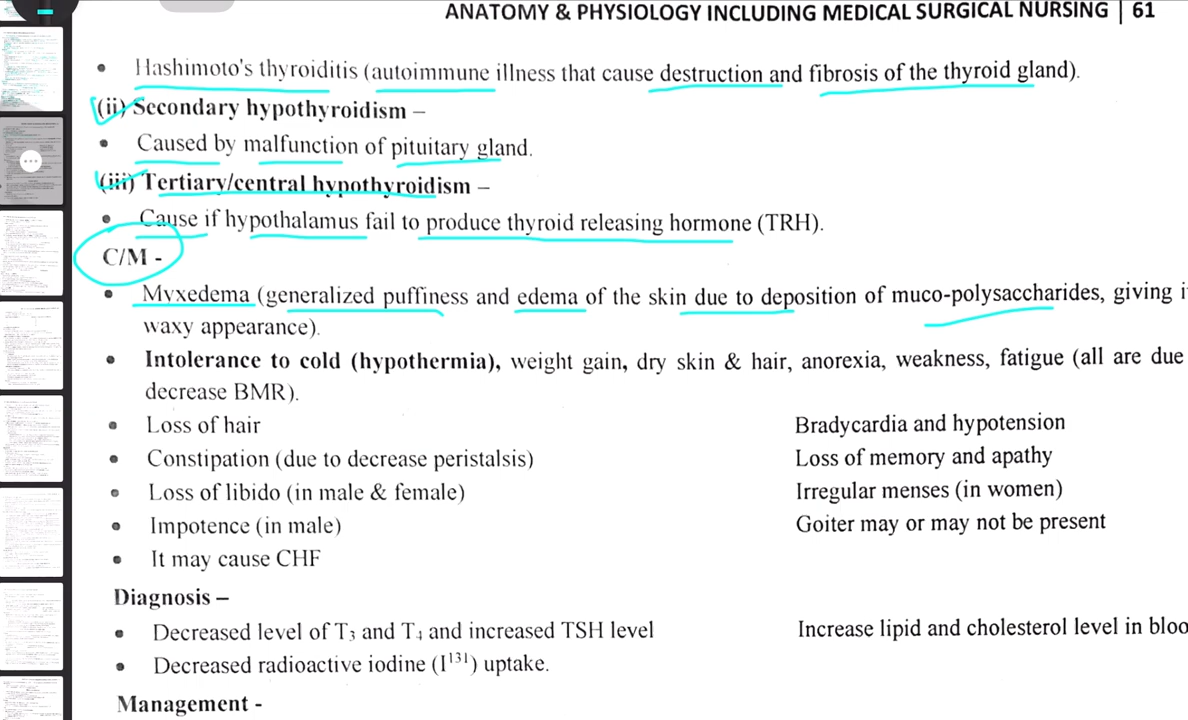 ANATOMY & PHYSIOLOGY INCLUDING MEDICAL SURGICAL NURSING | 61
• Hashimoto's thyroiditis (autoimmune illness that cause destruction and fibrosis of the thyroid gland).
(ii) Secondary hypothyroidism –
• Caused by malfunction of pituitary gland.
(iii) Tertiary/central hypothyroidism –
• Cause if hypothalamus fail to produce thyroid releasing hormone (TRH).
C/M -
• Myxedema (generalized puffiness and edema of the skin due to deposition of muco-polysaccharides, giving
waxy appearance).
• Intolerance to cold (hypothemia), weight gain, dry skin & hair, anorexia, weakness, fatigue (all are due
decrease BMR).
• Loss of hair Bradycardia and hypotension
• Constipation (due to decrease peristalsis) Loss of memory and apathy
• Loss of libido (in male & female) Irregular menses (in women)
• Impotence (in male) Goiter may or may not be present
• It may cause CHF
Diagnosis –
• Decreased level of T₃ and T₄ and increased TSH level Increase lipid and cholesterol level in bloo
• Decreased radioactive iodine (I¹³¹) uptake.
Management -